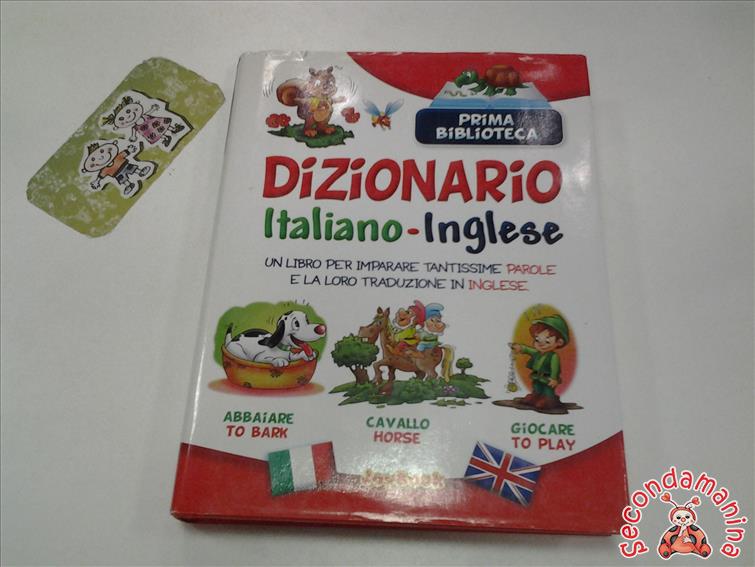 PRIMA
BIBLIOTECA
DIZIONARIO
Italiano-Inglese
UN LIBRO PER IMPARARE TANTISSIME PAROLE
E LA LORO TRADUZIONE IN INGLESE.
ABBAIARE
TO BARK
CAVALLO
HORSE
GIOCARE
TO PLAY
Joybook
secondamanina